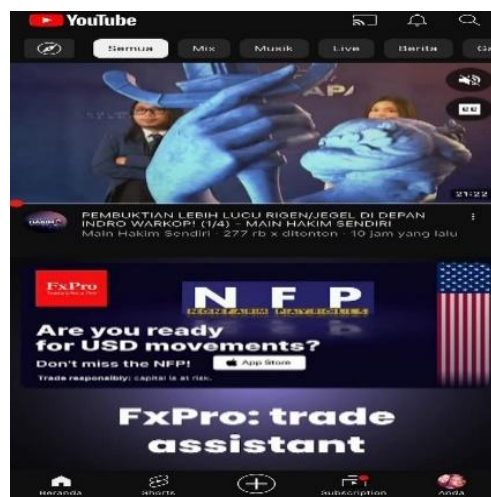 YouTube
Semua Mix Musik Live Berita Ga
APA
21:22
PEMBUKTIAN LEBIH LUCU RIGEN/JEGEL DI DEPAN
INDRO WARKOP! (1/4) - MAIN HAKIM SENDIRI
Main Hakim Sendiri · 277 rb x ditonton · 10 jam yang lalu
FxPro
NFP
NONFARM PAYROLLS
Are you ready
for USD movements?
Don't miss the NFP! App Store
Trade responsibly: capital is at risk.
FxPro: trade
assistant
Beranda Shorts Subscription Anda